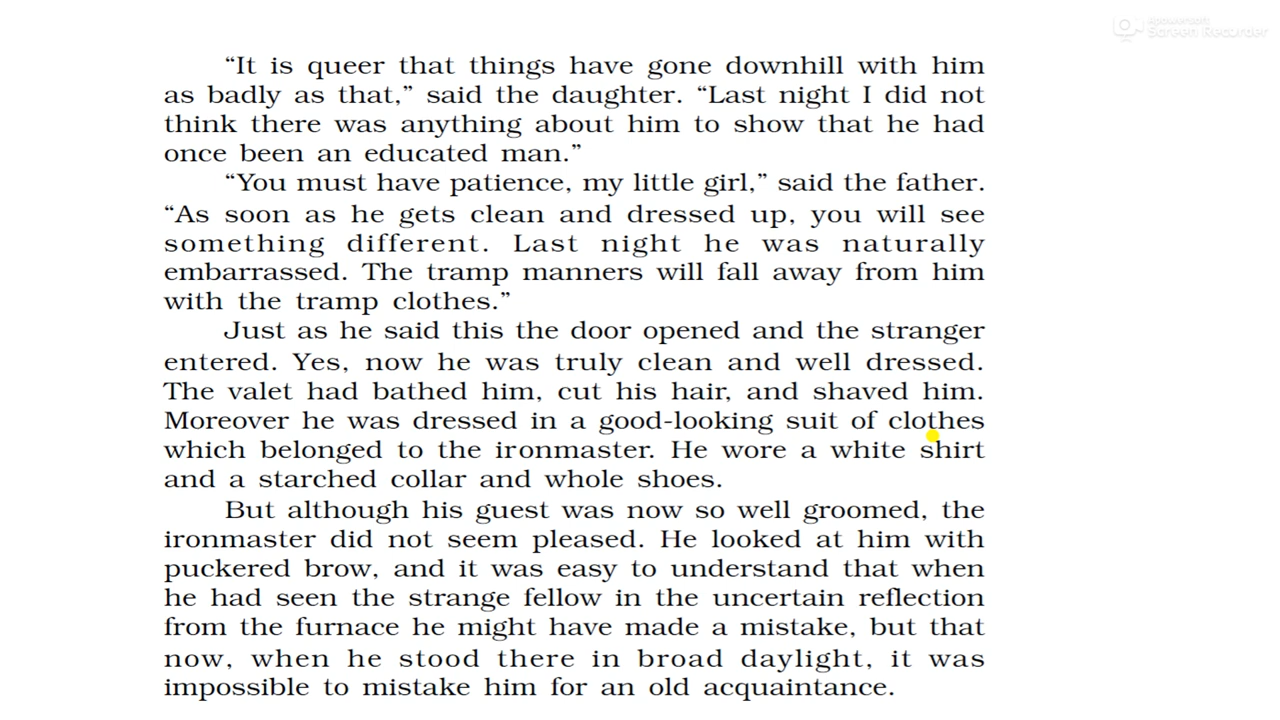 Apowersoft
Screen Recorder
“It is queer that things have gone downhill with him
as badly as that,” said the daughter. “Last night I did not
think there was anything about him to show that he had
once been an educated man.”
“You must have patience, my little girl,” said the father.
“As soon as he gets clean and dressed up, you will see
something different. Last night he was naturally
embarrassed. The tramp manners will fall away from him
with the tramp clothes.”
Just as he said this the door opened and the stranger
entered. Yes, now he was truly clean and well dressed.
The valet had bathed him, cut his hair, and shaved him.
Moreover he was dressed in a good-looking suit of clothes
which belonged to the ironmaster. He wore a white shirt
and a starched collar and whole shoes.
But although his guest was now so well groomed, the
ironmaster did not seem pleased. He looked at him with
puckered brow, and it was easy to understand that when
he had seen the strange fellow in the uncertain reflection
from the furnace he might have made a mistake, but that
now, when he stood there in broad daylight, it was
impossible to mistake him for an old acquaintance.